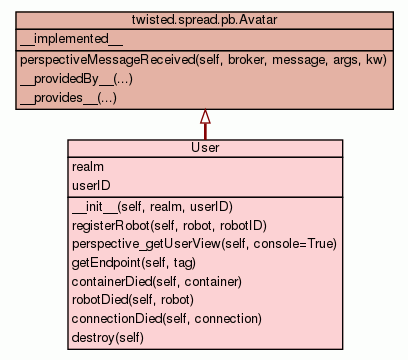 twisted.spread.pb.Avatar
__implemented__
perspectiveMessageReceived(self, broker, message, args, kw)
__providedBy__(...)
__provides__(...)
User
realm
userID
__init__(self, realm, userID)
registerRobot(self, robot, robotID)
perspective_getUserView(self, console=True)
getEndpoint(self, tag)
containerDied(self, container)
robotDied(self, robot)
connectionDied(self, connection)
destroy(self)